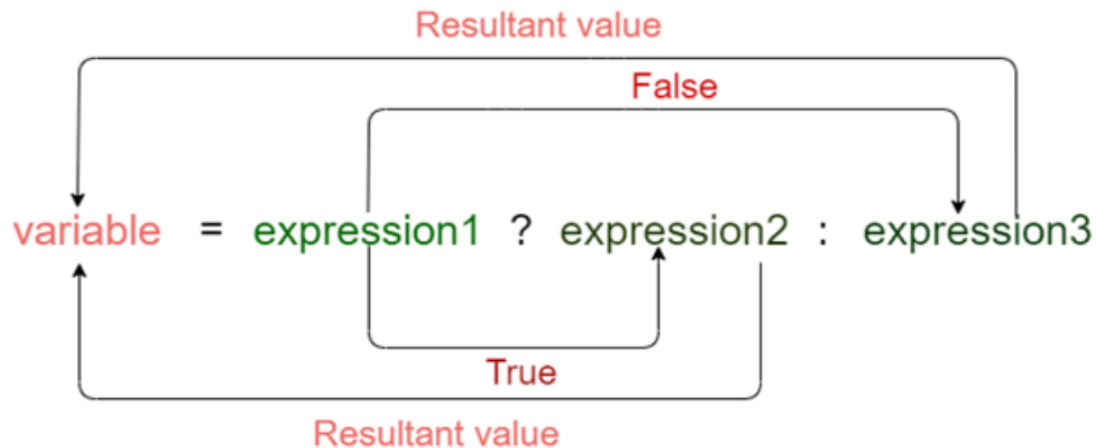 Resultant value
False
variable = expression1 ? expression2 : expression3
True
Resultant value